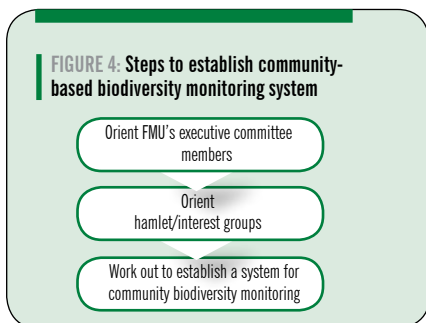 FIGURE 4: Steps to establish community-
based biodiversity monitoring system
Orient FMU's executive committee
members
Orient
hamlet/interest groups
Work out to establish a system for
community biodiversity monitoring